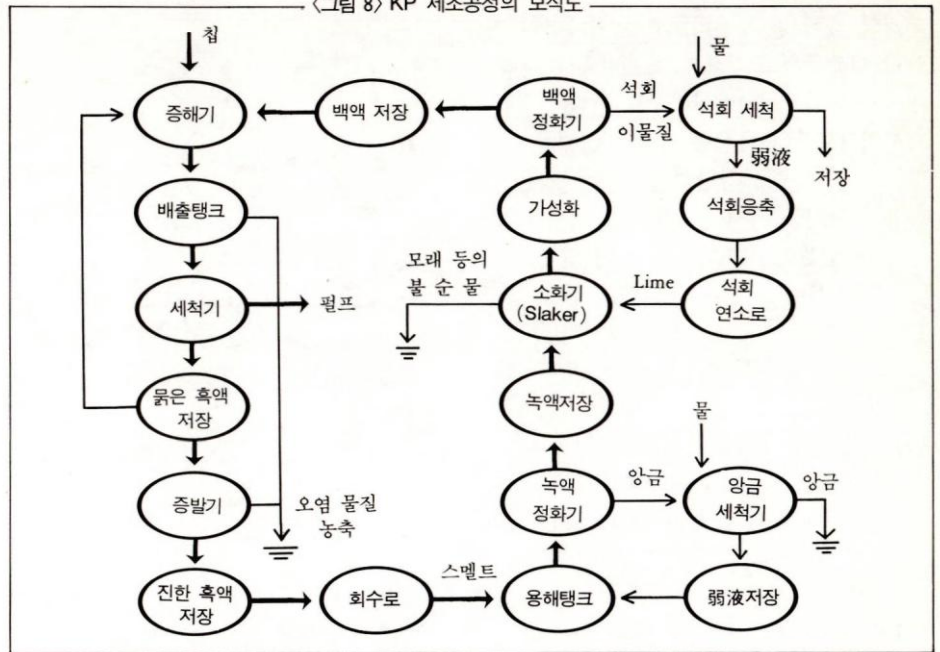 〈그림 8〉 KP 제조공정의 모식도
칩
물
증해기
백액 저장
백액
정화기
석회
이물질
석회 세척
弱液
저장
배출탱크
가성화
석회응축
모래 등의
불 순 물
세척기
펄프
소화기
(Slaker)
Lime
석회
연소로
묽은 흑액
저장
녹액저장
물
증발기
오염 물질
농축
녹액
정화기
앙금
앙금
세척기
앙금
진한 흑액
저장
회수로
스멜트
용해탱크
弱液저장